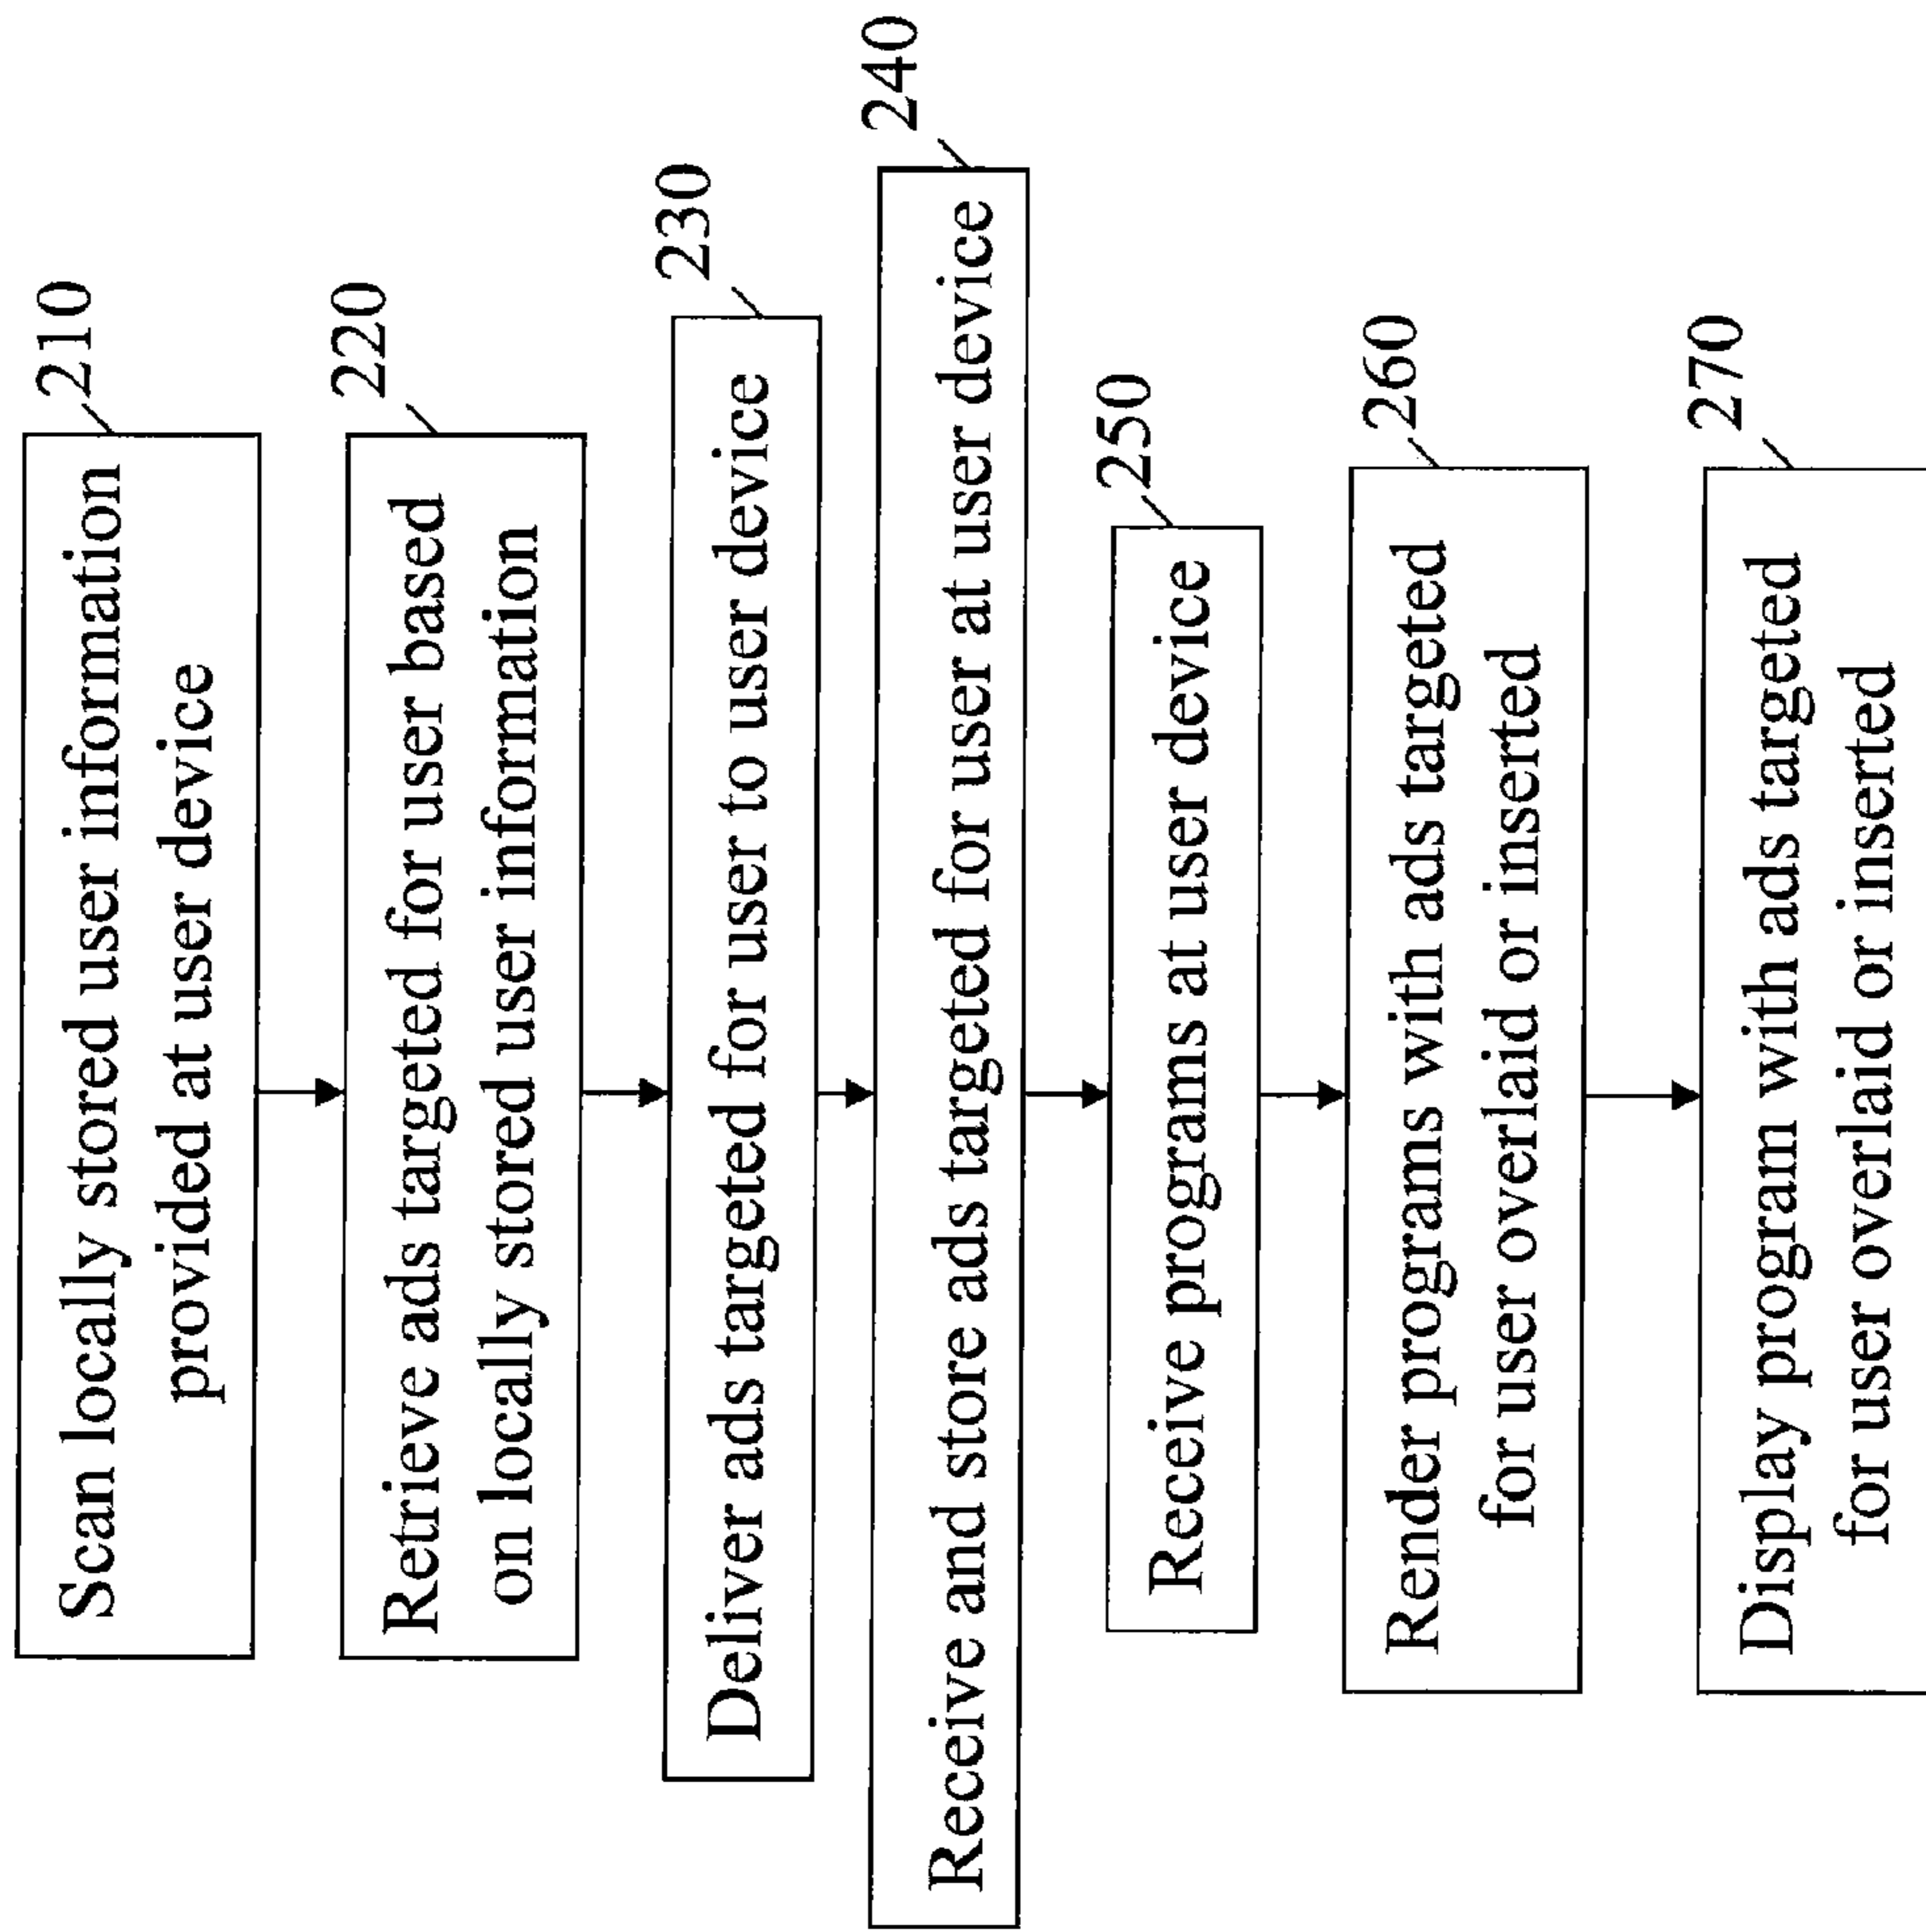 Scan locally stored user information
provided at user device
210
Retrieve ads targeted for user based
on locally stored user information
220
Deliver ads targeted for user to user device
230
Receive and store ads targeted for user at user device
240
Receive programs at user device
250
Render programs with ads targeted
for user overlaid or inserted
260
Display program with ads targeted
for user overlaid or inserted
270